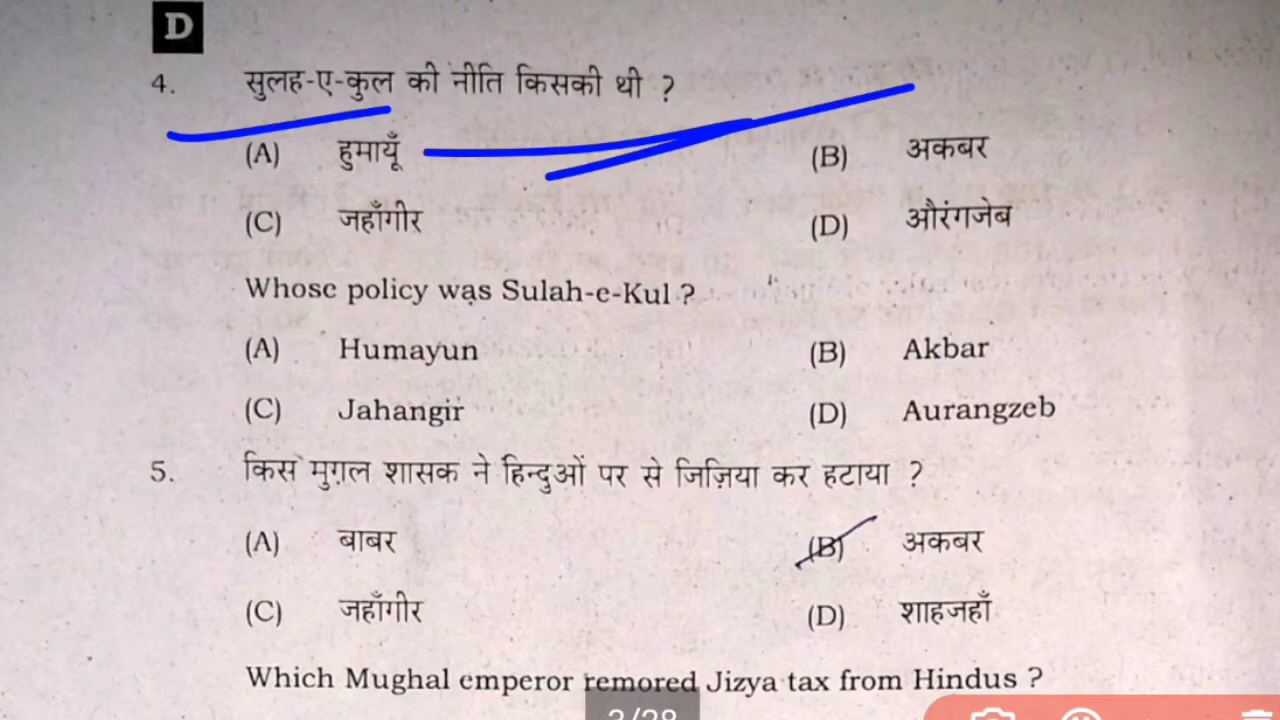 D
4. सुलह-ए-कुल की नीति किसकी थी ?
(A) हुमायूँ (B) अकबर
(C) जहाँगीर (D) औरंगजेब
Whose policy was Sulah-e-Kul ?
(A) Humayun (B) Akbar
(C) Jahangir (D) Aurangzeb
5. किस मुग़ल शासक ने हिन्दुओं पर से जिज़िया कर हटाया ?
(A) बाबर (B) अकबर
(C) जहाँगीर (D) शाहजहाँ
Which Mughal emperor remored Jizya tax from Hindus ?